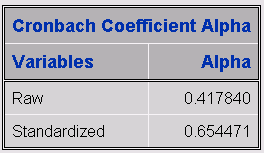 Cronbach Coefficient Alpha
Variables Alpha
Raw 0.417840
Standardized 0.654471